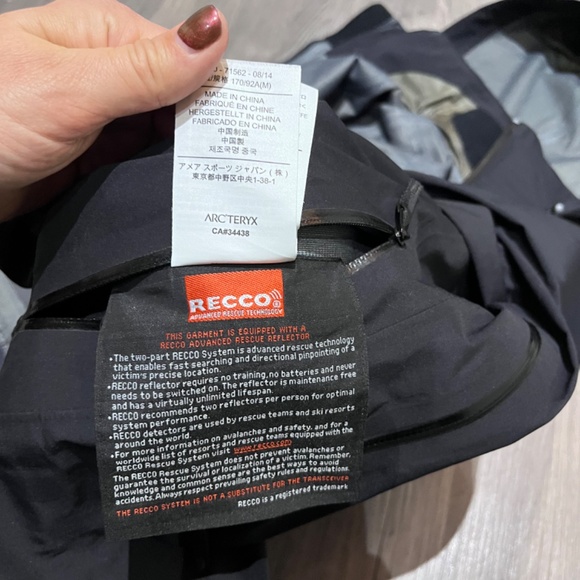 - 71562 - 08/14
规格 170/92A(M)
MADE IN CHINA
FABRIQUÉ EN CHINE
HERGESTELLT IN CHINA
FABRICADO EN CHINA
中国制造
中国製
제조국명 중국
アメア スポーツ ジャパン (株)
東京都中野区中央1-38-1
ARC'TERYX
CA#34438
RECCO®
ADVANCED RESCUE TECHNOLOGY
THIS GARMENT IS EQUIPPED WITH A
RECCO ADVANCED RESCUE REFLECTOR
•The two-part RECCO System is advanced rescue technology
that enables fast searching and directional pinpointing of a
victim's precise location.
•RECCO reflector requires no training, no batteries and never
needs to be switched on. The reflector is maintenance free
and has a virtually unlimited lifespan.
•RECCO recommends two reflectors per person for optimal
system performance.
•RECCO detectors are used by rescue teams and ski resorts
around the world.
•For more information on avalanches and safety, and for a
worldwide list of resorts and rescue teams equipped with the
RECCO Rescue System visit www.recco.com
The RECCO Rescue System does not prevent avalanches or
guarantee the survival or localization of a victim. Remember,
knowledge and common sense are the best ways to avoid
accidents. Always respect prevailing safety rules and regulations.
THE RECCO SYSTEM IS NOT A SUBSTITUTE FOR THE TRANSCEIVER
RECCO is a registered trademark